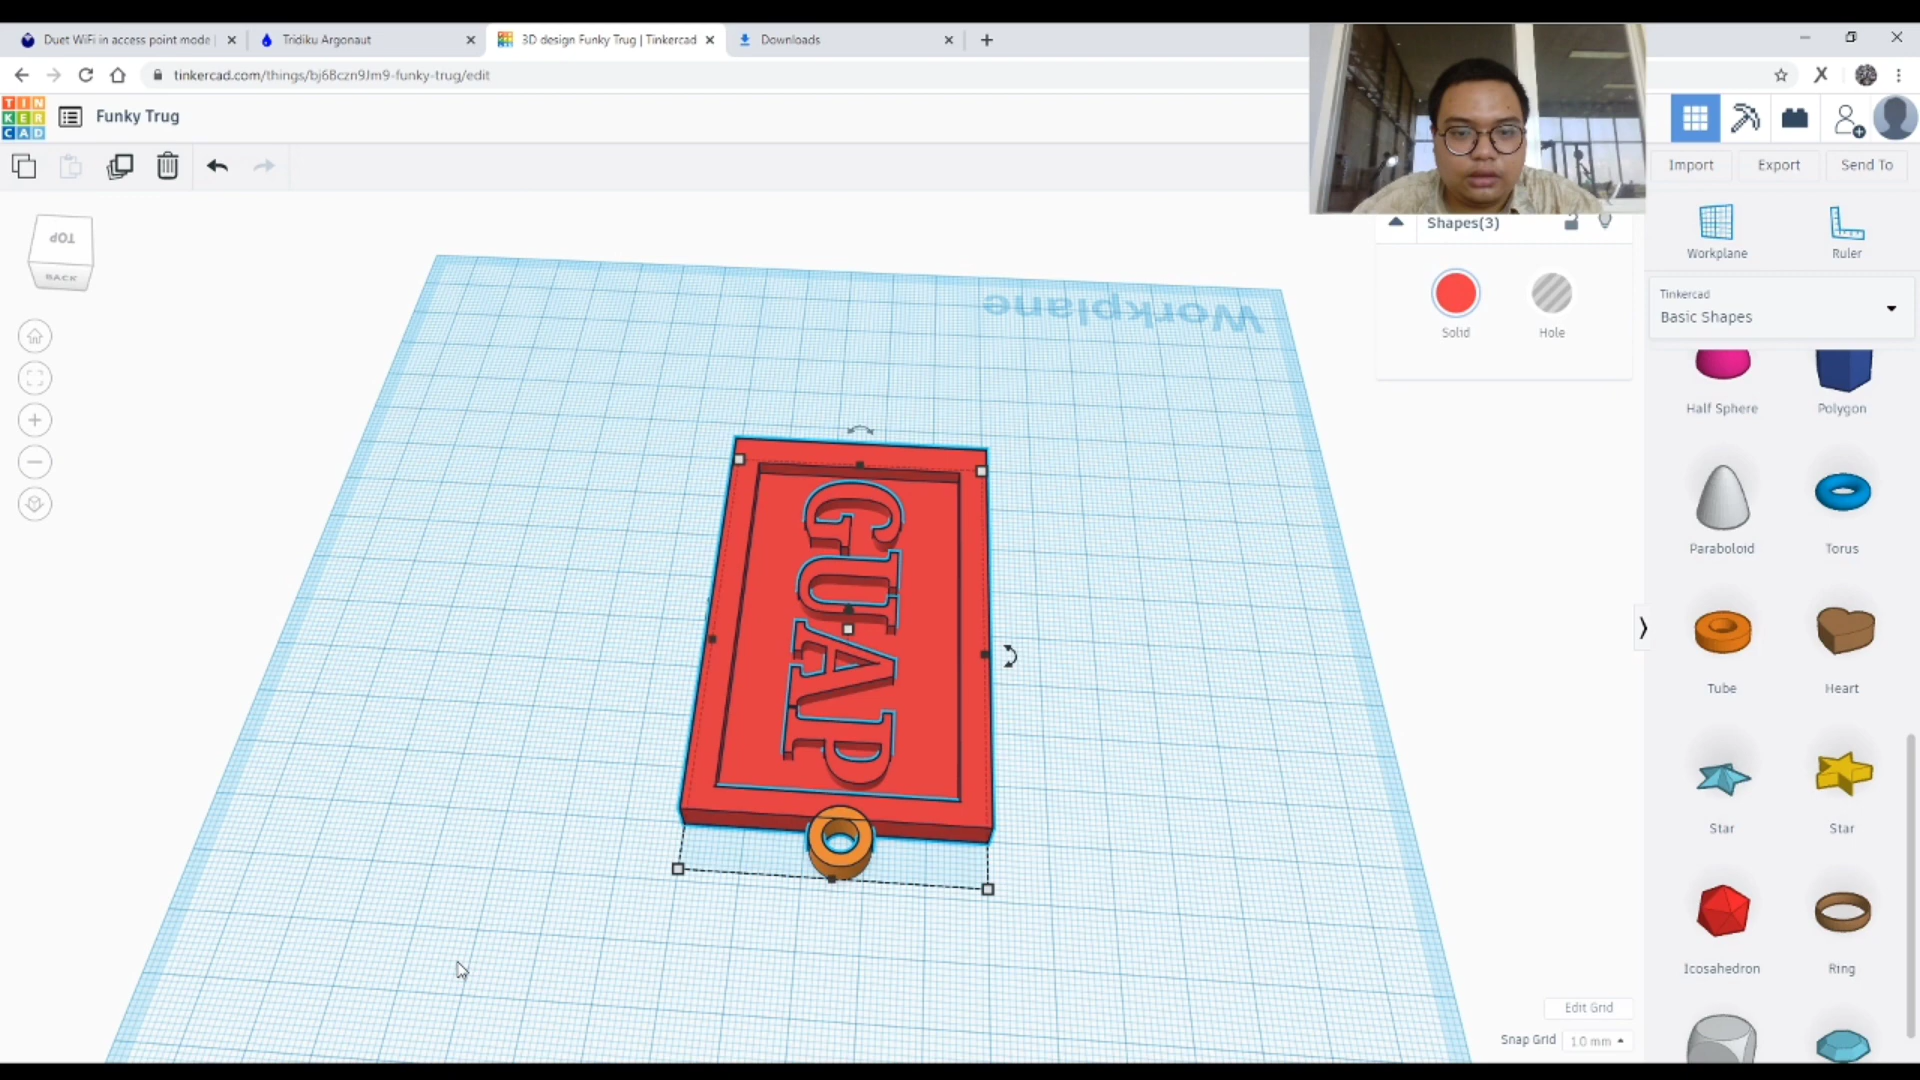 Duet WiFi in access point mode
Tridiku Argonaut
3D design Funky Trug | Tinkercad
Downloads
tinkercad.com/things/bj68czn9Jm9-funky-trug/edit
TIN
KER
CAD
Funky Trug
Import
Export
Send To
Shapes(3)
TOP
BACK
Workplane
Ruler
Workplane
Solid
Hole
Tinkercad
Basic Shapes
Half Sphere
Polygon
GUAP
Paraboloid
Torus
Tube
Heart
Star
Star
Icosahedron
Ring
Edit Grid
Snap Grid
1.0 mm